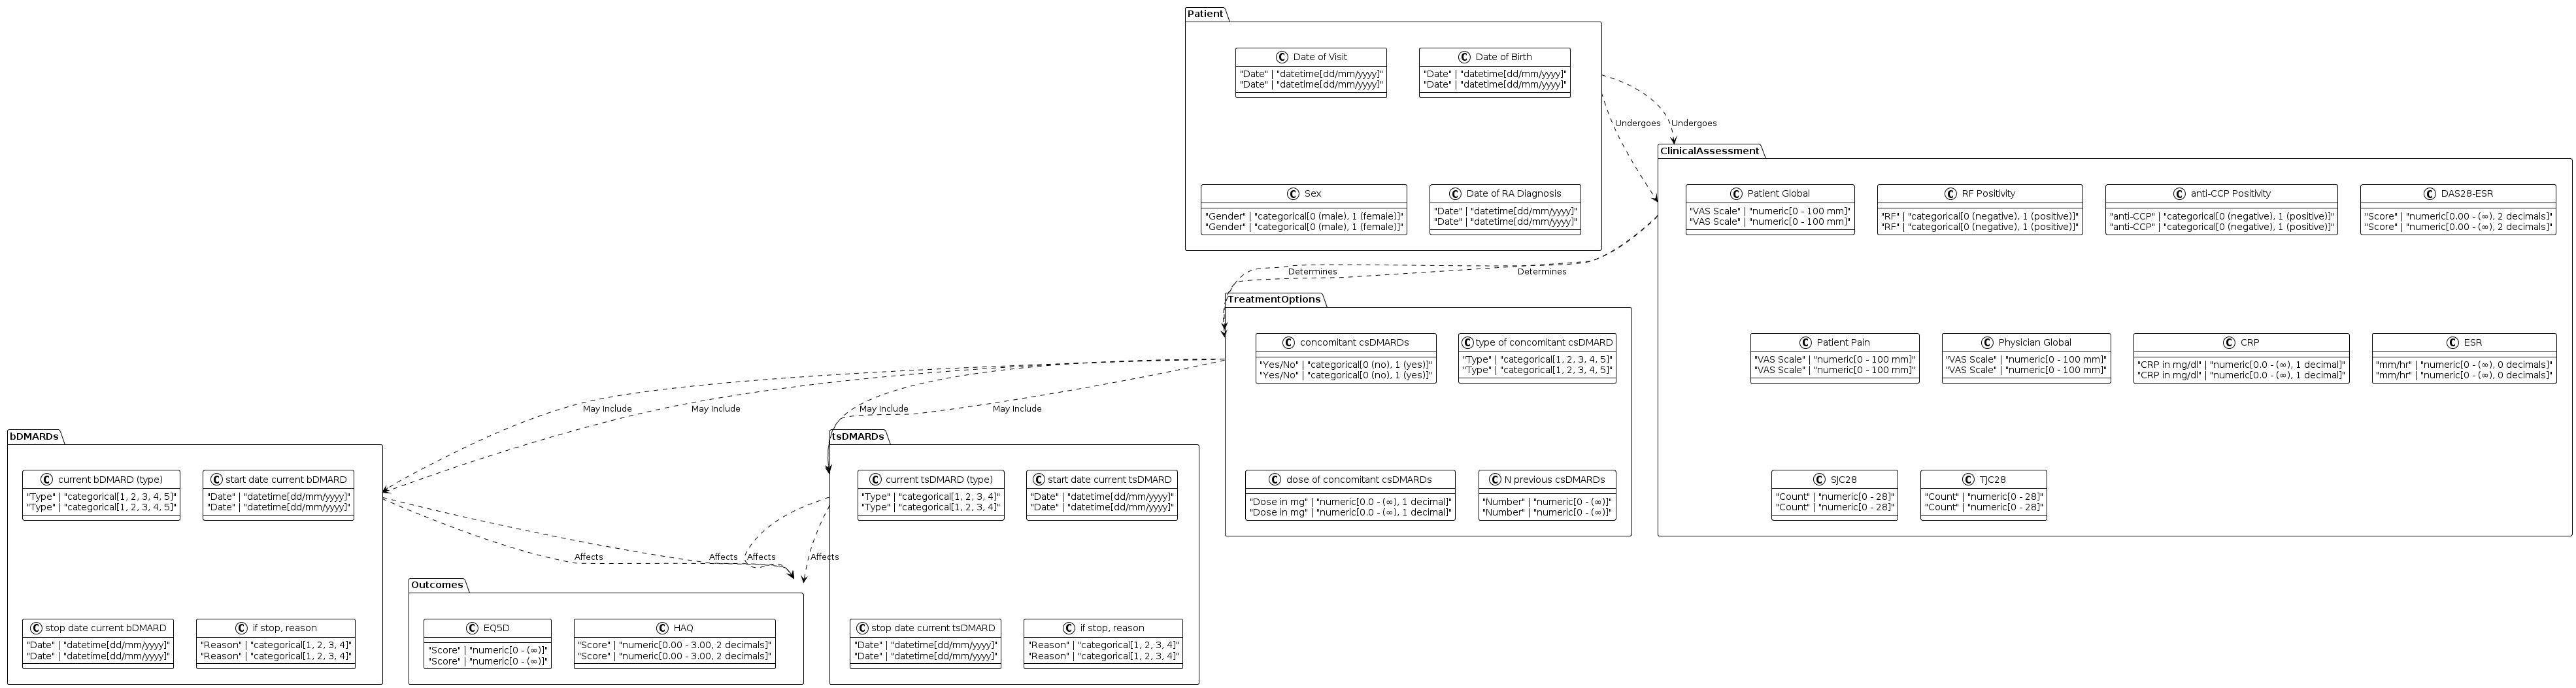 Patient
C Date of Visit
"Date" | "datetime[dd/mm/yyyy]"
"Date" | "datetime[dd/mm/yyyy]"
C Date of Birth
"Date" | "datetime[dd/mm/yyyy]"
"Date" | "datetime[dd/mm/yyyy]"
C Sex
"Gender" | "categorical[0 (male), 1 (female)]"
"Gender" | "categorical[0 (male), 1 (female)]"
C Date of RA Diagnosis
"Date" | "datetime[dd/mm/yyyy]"
"Date" | "datetime[dd/mm/yyyy]"
Undergoes
Undergoes
ClinicalAssessment
C Patient Global
"VAS Scale" | "numeric[0 - 100 mm]"
"VAS Scale" | "numeric[0 - 100 mm]"
C RF Positivity
"RF" | "categorical[0 (negative), 1 (positive)]"
"RF" | "categorical[0 (negative), 1 (positive)]"
C anti-CCP Positivity
"anti-CCP" | "categorical[0 (negative), 1 (positive)]"
"anti-CCP" | "categorical[0 (negative), 1 (positive)]"
C DAS28-ESR
"Score" | "numeric[0.00 - (∞), 2 decimals]"
"Score" | "numeric[0.00 - (∞), 2 decimals]"
C Patient Pain
"VAS Scale" | "numeric[0 - 100 mm]"
"VAS Scale" | "numeric[0 - 100 mm]"
C Physician Global
"VAS Scale" | "numeric[0 - 100 mm]"
"VAS Scale" | "numeric[0 - 100 mm]"
C CRP
"CRP in mg/dl" | "numeric[0.0 - (∞), 1 decimal]"
"CRP in mg/dl" | "numeric[0.0 - (∞), 1 decimal]"
C ESR
"mm/hr" | "numeric[0 - (∞), 0 decimals]"
"mm/hr" | "numeric[0 - (∞), 0 decimals]"
C SJC28
"Count" | "numeric[0 - 28]"
"Count" | "numeric[0 - 28]"
C TJC28
"Count" | "numeric[0 - 28]"
"Count" | "numeric[0 - 28]"
Determines
Determines
TreatmentOptions
C concomitant csDMARDs
"Yes/No" | "categorical[0 (no), 1 (yes)]"
"Yes/No" | "categorical[0 (no), 1 (yes)]"
C type of concomitant csDMARD
"Type" | "categorical[1, 2, 3, 4, 5]"
"Type" | "categorical[1, 2, 3, 4, 5]"
C dose of concomitant csDMARDs
"Dose in mg" | "numeric[0.0 - (∞), 1 decimal]"
"Dose in mg" | "numeric[0.0 - (∞), 1 decimal]"
C N previous csDMARDs
"Number" | "numeric[0 - (∞)]"
"Number" | "numeric[0 - (∞)]"
May Include
May Include
May Include
May Include
bDMARDs
C current bDMARD (type)
"Type" | "categorical[1, 2, 3, 4, 5]"
"Type" | "categorical[1, 2, 3, 4, 5]"
C start date current bDMARD
"Date" | "datetime[dd/mm/yyyy]"
"Date" | "datetime[dd/mm/yyyy]"
C stop date current bDMARD
"Date" | "datetime[dd/mm/yyyy]"
"Date" | "datetime[dd/mm/yyyy]"
C if stop, reason
"Reason" | "categorical[1, 2, 3, 4]"
"Reason" | "categorical[1, 2, 3, 4]"
tsDMARDs
C current tsDMARD (type)
"Type" | "categorical[1, 2, 3, 4]"
"Type" | "categorical[1, 2, 3, 4]"
C start date current tsDMARD
"Date" | "datetime[dd/mm/yyyy]"
"Date" | "datetime[dd/mm/yyyy]"
C stop date current tsDMARD
"Date" | "datetime[dd/mm/yyyy]"
"Date" | "datetime[dd/mm/yyyy]"
C if stop, reason
"Reason" | "categorical[1, 2, 3, 4]"
"Reason" | "categorical[1, 2, 3, 4]"
Affects
Affects
Affects
Affects
Outcomes
C EQ5D
"Score" | "numeric[0 - (∞)]"
"Score" | "numeric[0 - (∞)]"
C HAQ
"Score" | "numeric[0.00 - 3.00, 2 decimals]"
"Score" | "numeric[0.00 - 3.00, 2 decimals]"